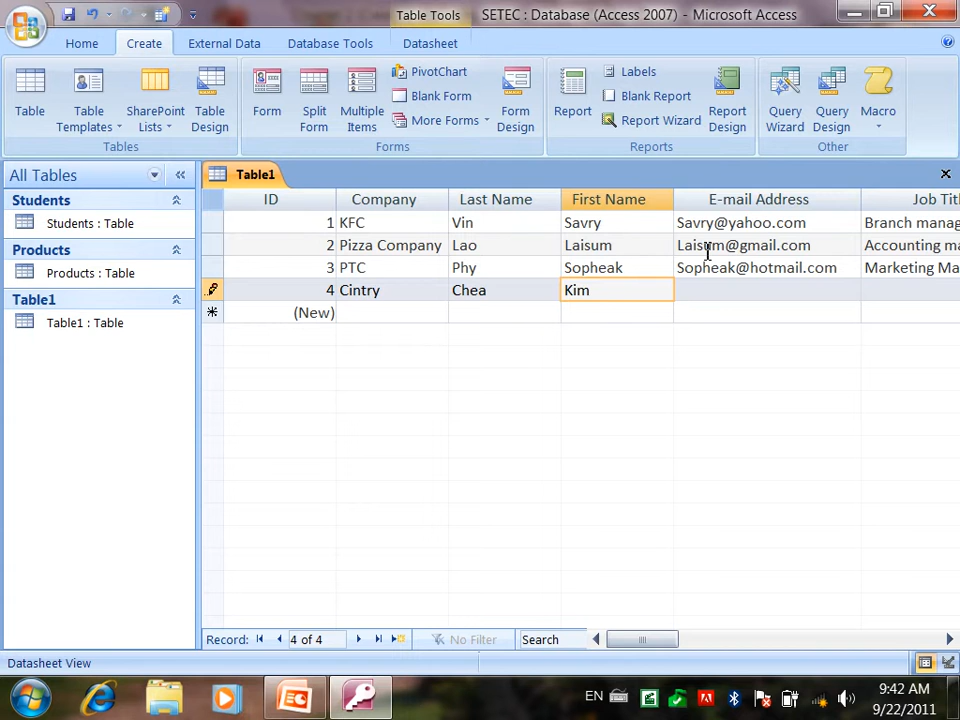 Table Tools
SETEC : Database (Access 2007) - Microsoft Access
Home Create External Data Database Tools Datasheet
Table
Table Templates
SharePoint Lists
Table Design
Tables
Form
Split Form
Multiple Items
PivotChart
Blank Form
More Forms
Form Design
Forms
Report
Labels
Blank Report
Report Wizard
Report Design
Reports
Query Wizard
Query Design
Macro
Other
All Tables
Students
Students : Table
Products
Products : Table
Table1
Table1 : Table
Table1
ID Company Last Name First Name E-mail Address Job Titl
1 KFC Vin Savry Savry@yahoo.com Branch manag
2 Pizza Company Lao Laisum Laisum@gmail.com Accounting ma
3 PTC Phy Sopheak Sopheak@hotmail.com Marketing Ma
4 Cintry Chea Kim
(New)
Record: 4 of 4 No Filter Search
Datasheet View
EN
9:42 AM
9/22/2011